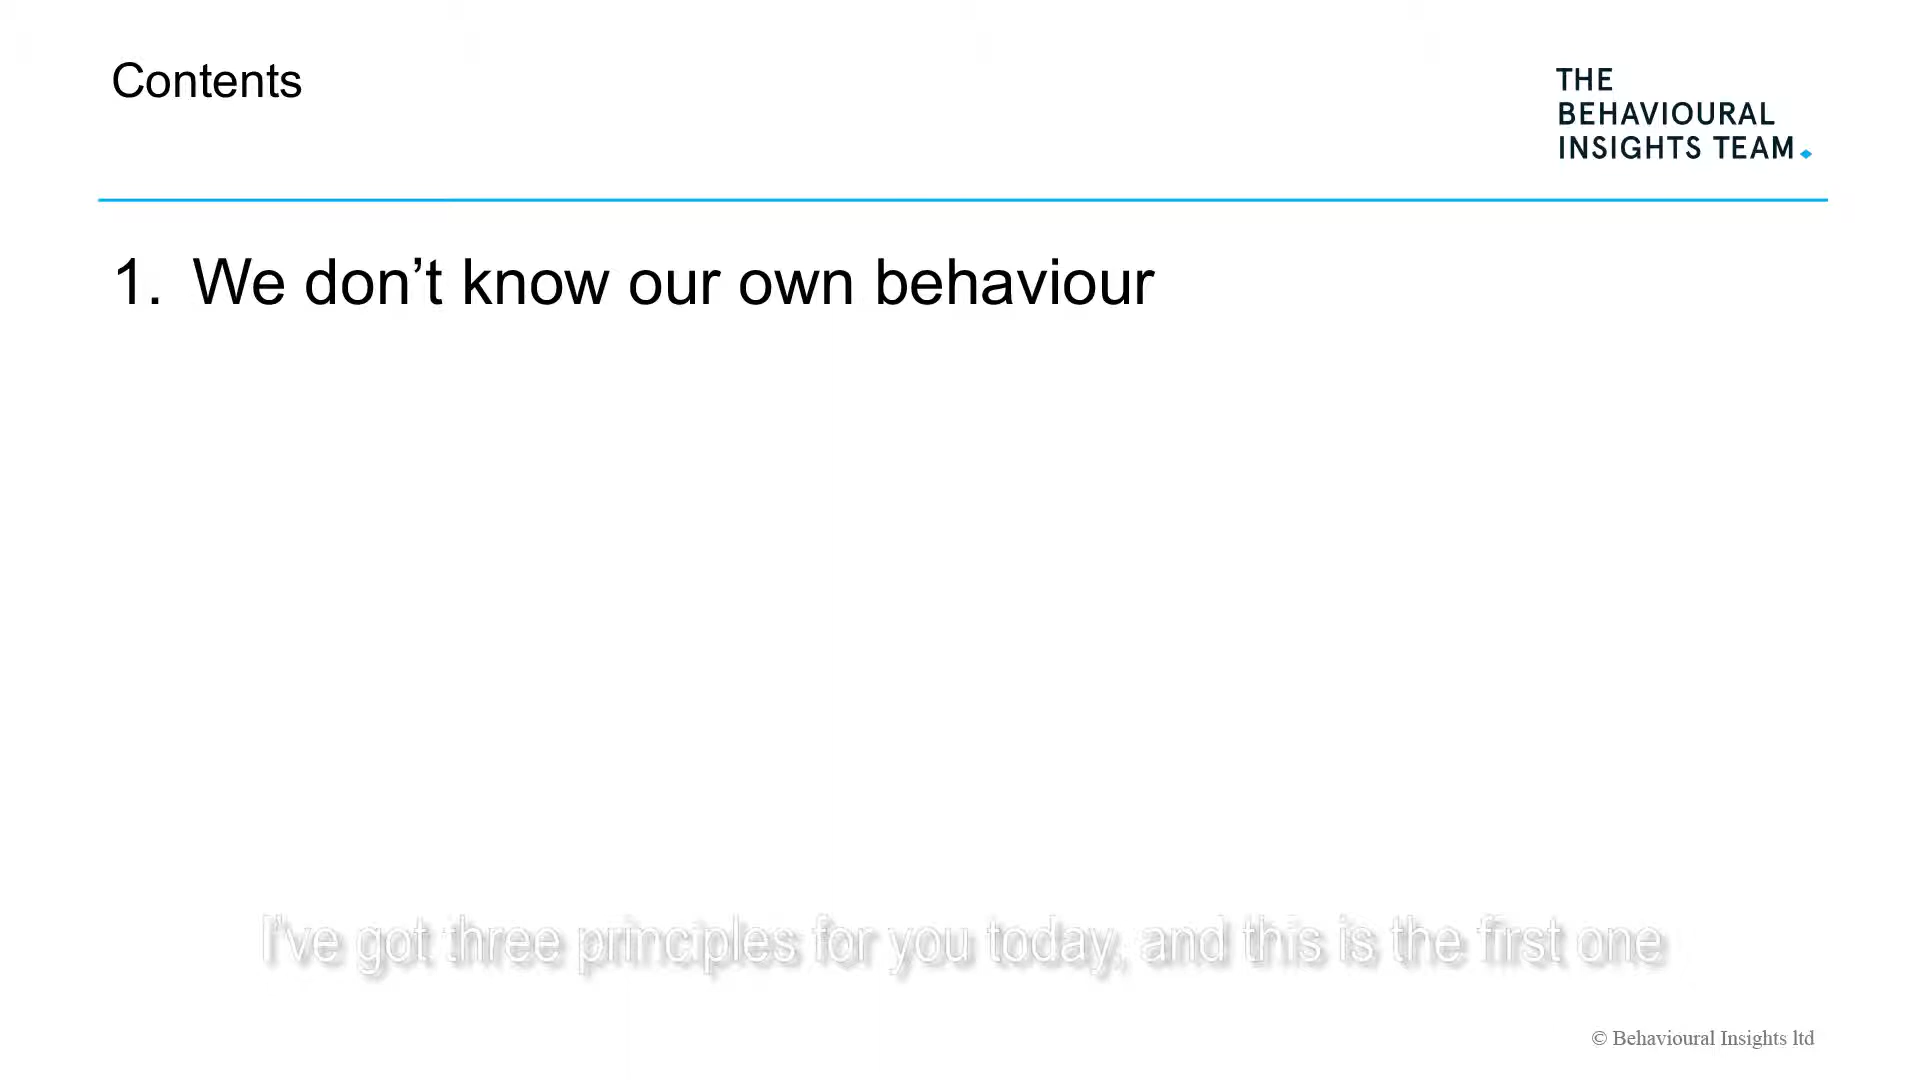 Contents
THE
BEHAVIOURAL
INSIGHTS TEAM
1. We don’t know our own behaviour
I've got three principles for you today, and this is the first one
© Behavioural Insights ltd